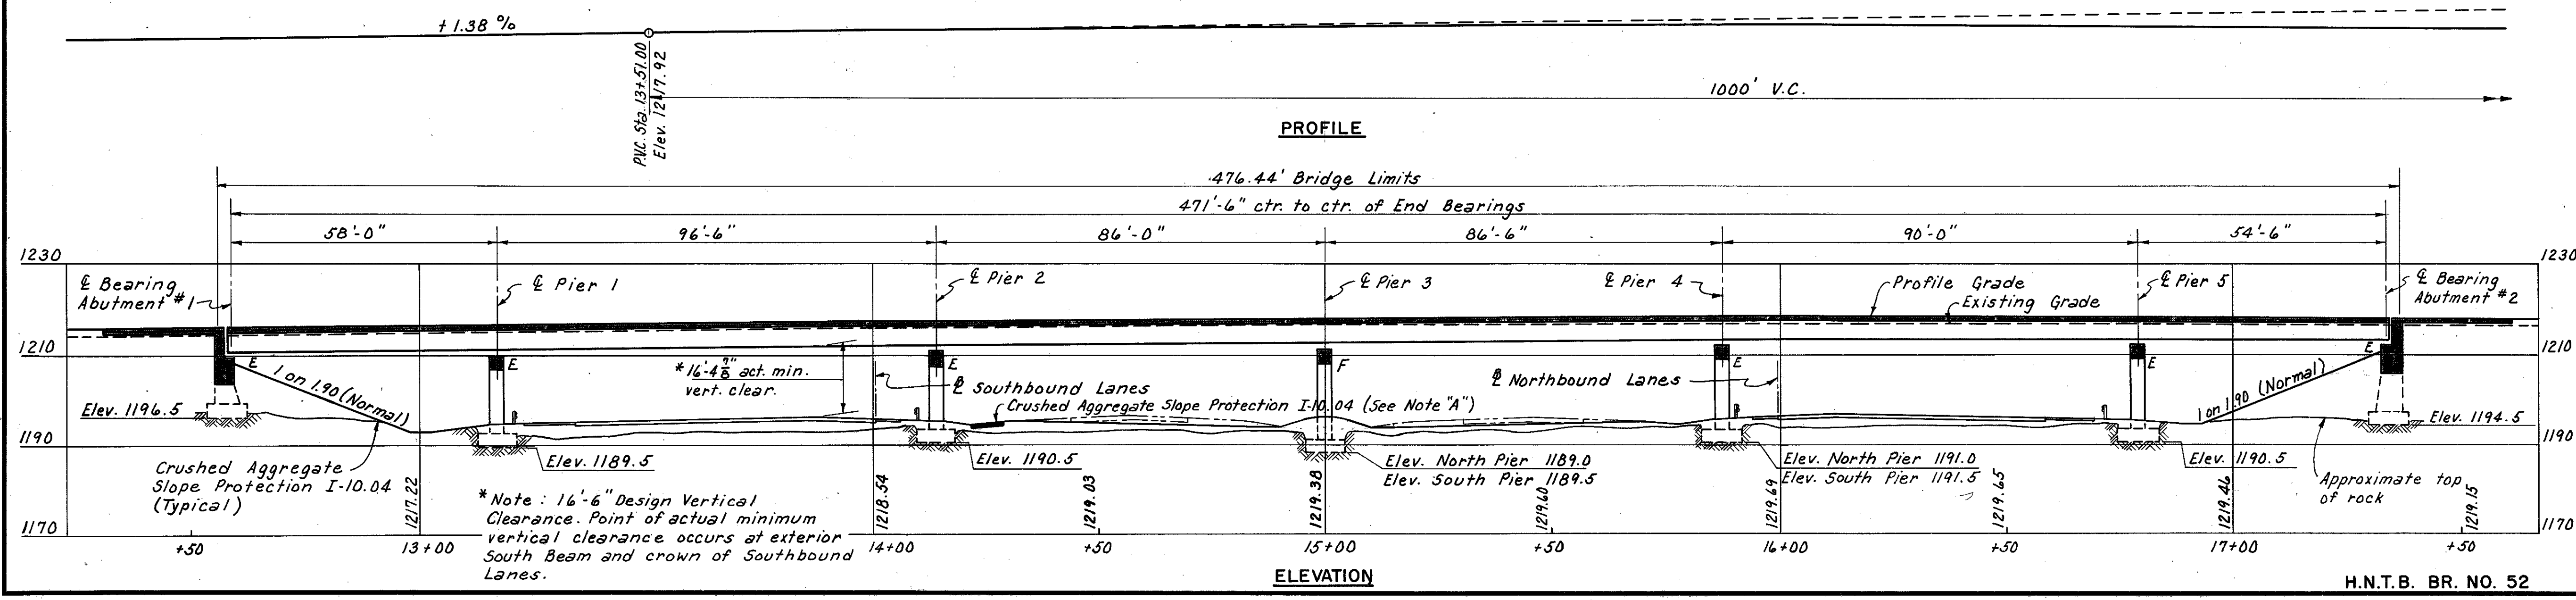 +1.38 %
P.V.C. Sta. 13+51.00
Elev. 1217.92
1000' V.C.
PROFILE
476.44' Bridge Limits
471'-6" ctr. to ctr. of End Bearings
58'-0" 96'-6" 86'-0" 86'-6" 90'-0" 54'-6"
1230 1230
℄ Bearing
Abutment #1
℄ Pier 1
℄ Pier 2
℄ Pier 3
℄ Pier 4
Profile Grade
Existing Grade
℄ Pier 5
℄ Bearing
Abutment #2
1210 1210
E E E F E E E
* 16'-4 7/8" act. min.
vert. clear.
℄ Southbound Lanes
℄ Northbound Lanes
1 on 1.90 (Normal)
1 on 1.90 (Normal)
Crushed Aggregate Slope Protection I-10.04 (See Note "A")
Elev. 1196.5
Elev. 1194.5
1190 1190
Elev. 1189.5
Elev. 1190.5
Elev. North Pier 1189.0
Elev. South Pier 1189.5
Elev. North Pier 1191.0
Elev. South Pier 1191.5
Elev. 1190.5
Crushed Aggregate
Slope Protection I-10.04
(Typical)
Approximate top
of rock
* Note : 16'-6" Design Vertical
Clearance. Point of actual minimum
vertical clearance occurs at exterior
South Beam and crown of Southbound
Lanes.
1217.22 1218.54 1219.03 1219.38 1219.60 1219.69 1219.65 1219.46 1219.15
1170 1170
+50 13+00 14+00 +50 15+00 +50 16+00 +50 17+00 +50
ELEVATION
H.N.T.B. BR. NO. 52